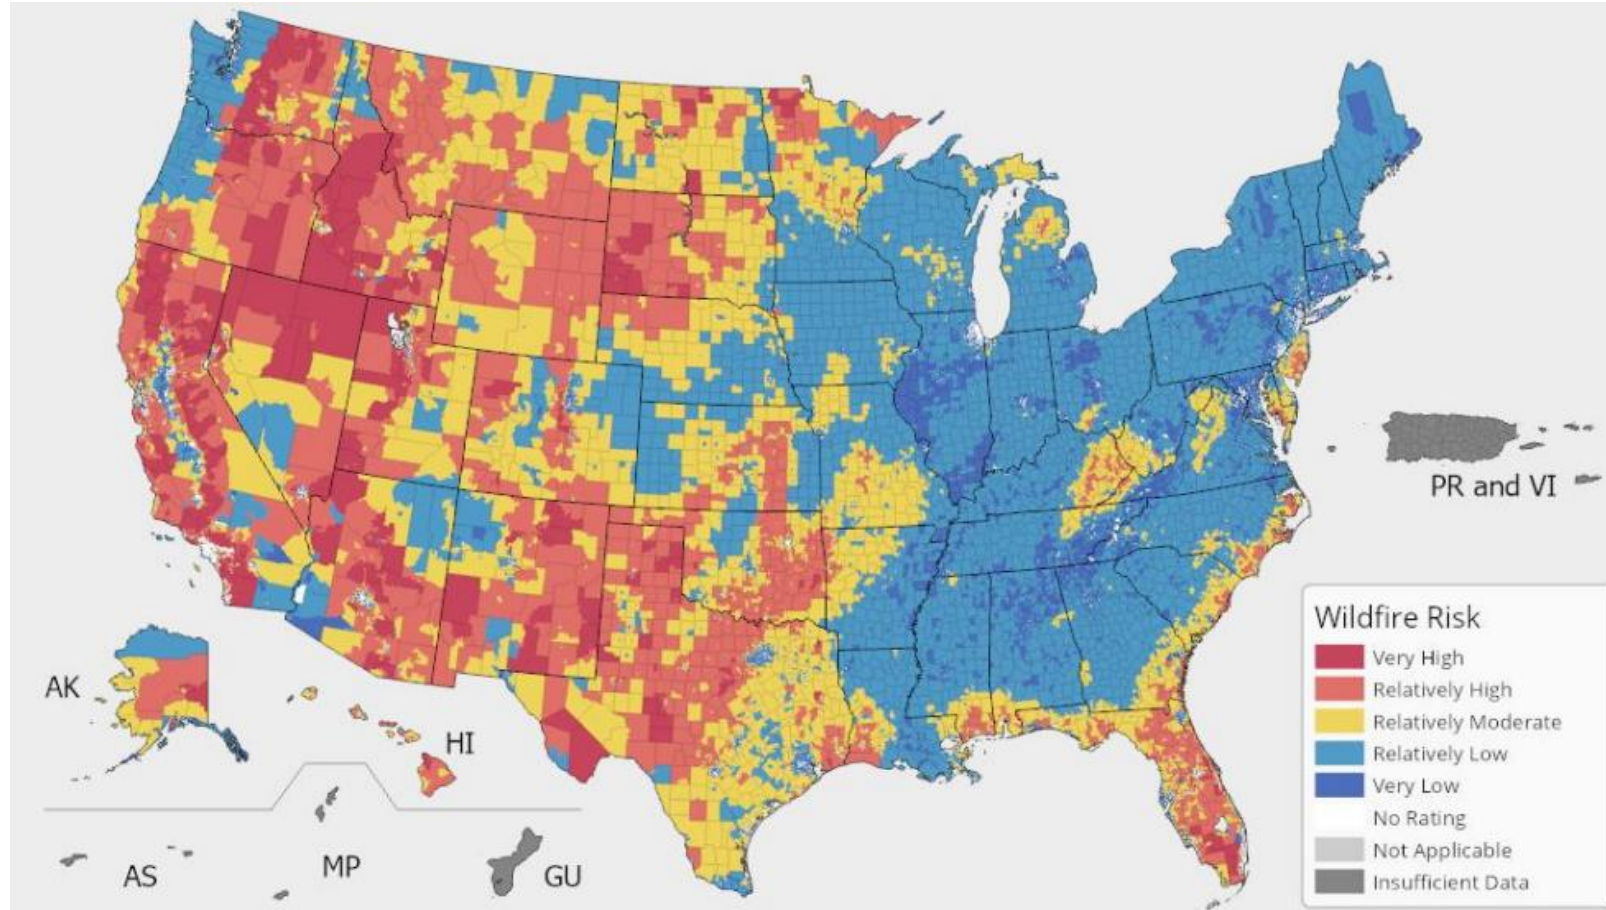 PR and VI
Wildfire Risk
Very High
Relatively High
Relatively Moderate
Relatively Low
Very Low
No Rating
Not Applicable
Insufficient Data
AK
HI
AS
MP
GU